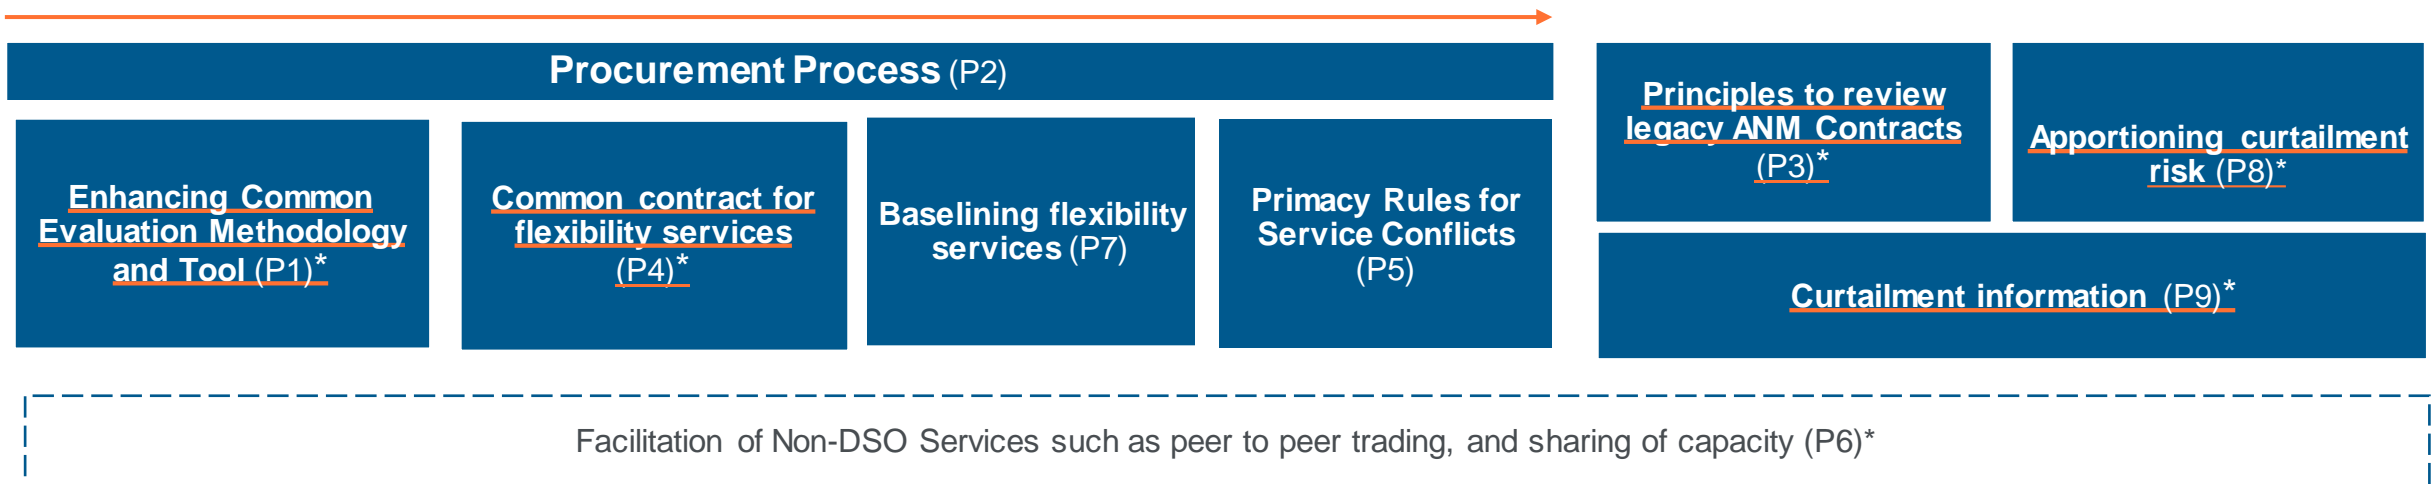 Procurement Process (P2)
Enhancing Common
Evaluation Methodology
and Tool (P1)*
Common contract for
flexibility services
(P4)*
Baselining flexibility
services (P7)
Primacy Rules for
Service Conflicts
(P5)
Principles to review
legacy ANM Contracts
(P3)*
Apportioning curtailment
risk (P8)*
Curtailment information (P9)*
Facilitation of Non-DSO Services such as peer to peer trading, and sharing of capacity (P6)*